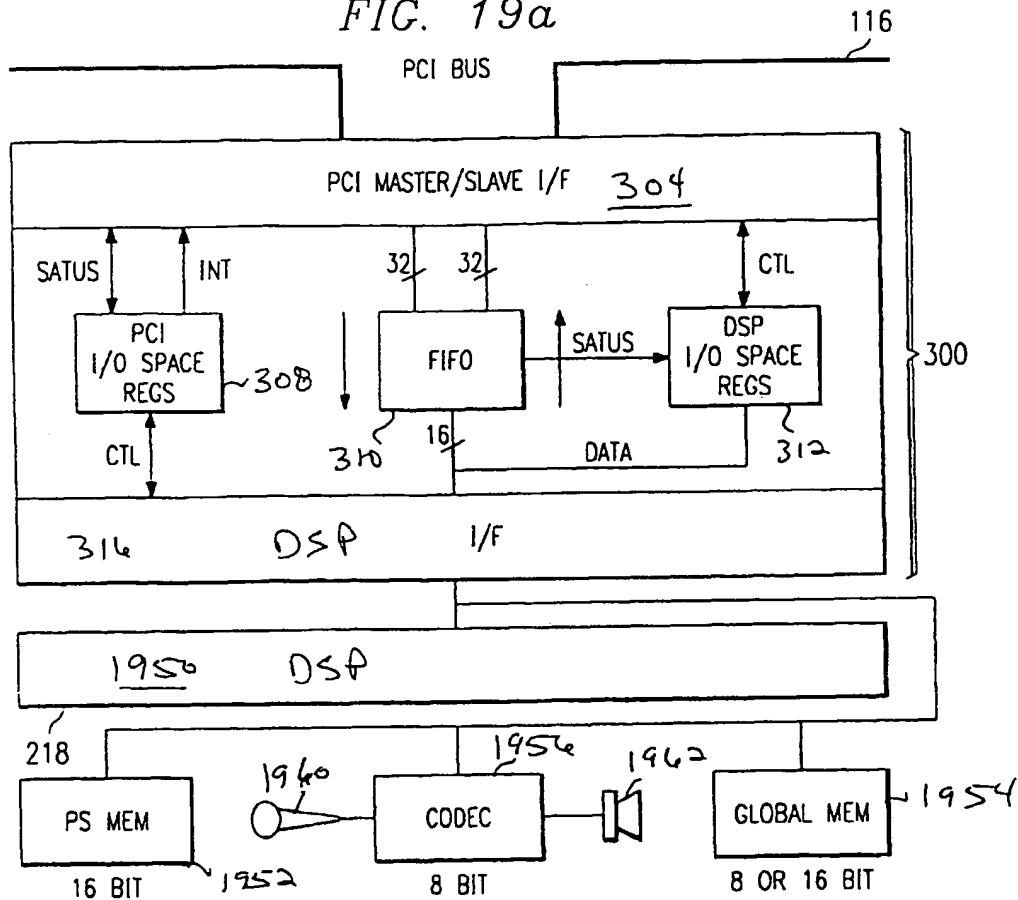 FIG. 19a
116
PCI BUS
PCI MASTER/SLAVE I/F 304
SATUS
INT
32
32
CTL
PCI
I/O SPACE
REGS
308
FIFO
310
SATUS
DSP
I/O SPACE
REGS
312
300
CTL
16
DATA
316 DSP I/F
1950 DSP
218
PS MEM
1952
16 BIT
1960
CODEC
1956
8 BIT
1962
GLOBAL MEM
1954
8 OR 16 BIT